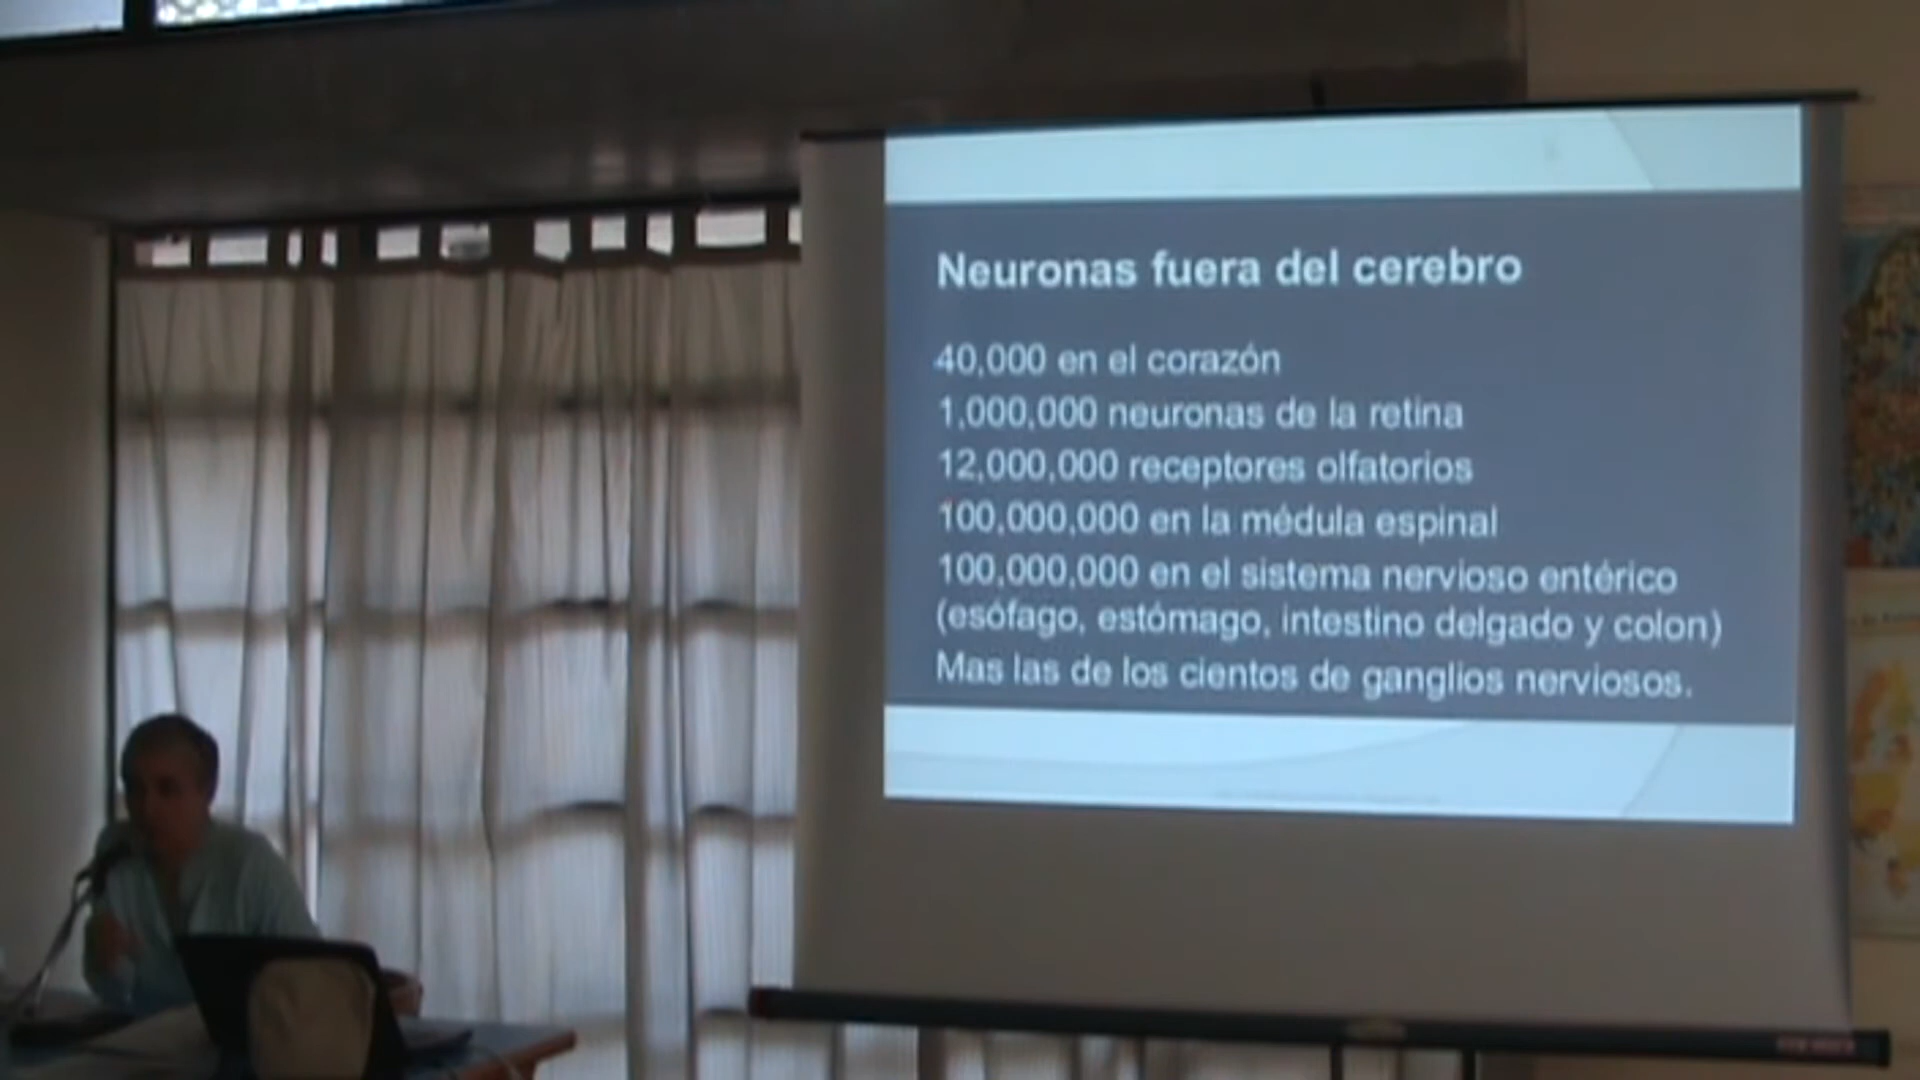 Neuronas fuera del cerebro
40,000 en el corazón
1,000,000 neuronas de la retina
12,000,000 receptores olfatorios
100,000,000 en la médula espinal
100,000,000 en el sistema nervioso entérico
(esófago, estómago, intestino delgado y colon)
Mas las de los cientos de ganglios nerviosos.